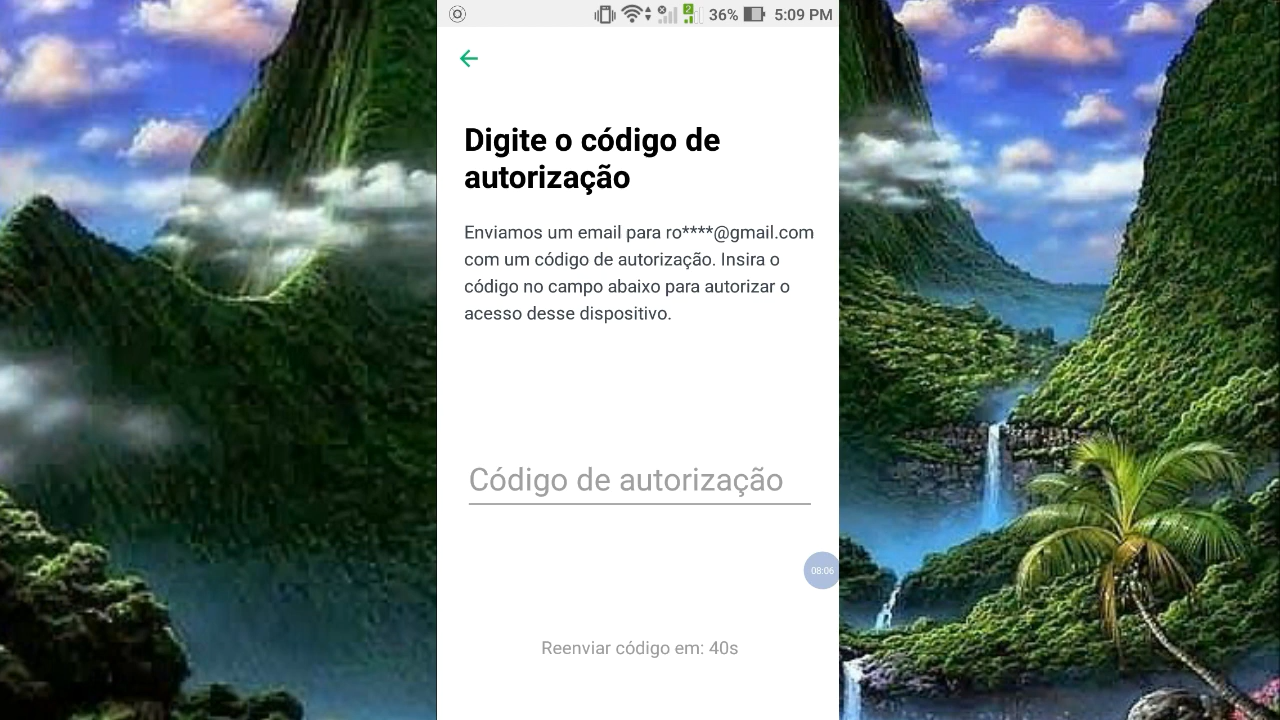 2 36% 5:09 PM
Digite o código de
autorização
Enviamos um email para ro****@gmail.com
com um código de autorização. Insira o
código no campo abaixo para autorizar o
acesso desse dispositivo.
Código de autorização
08:06
Reenviar código em: 40s